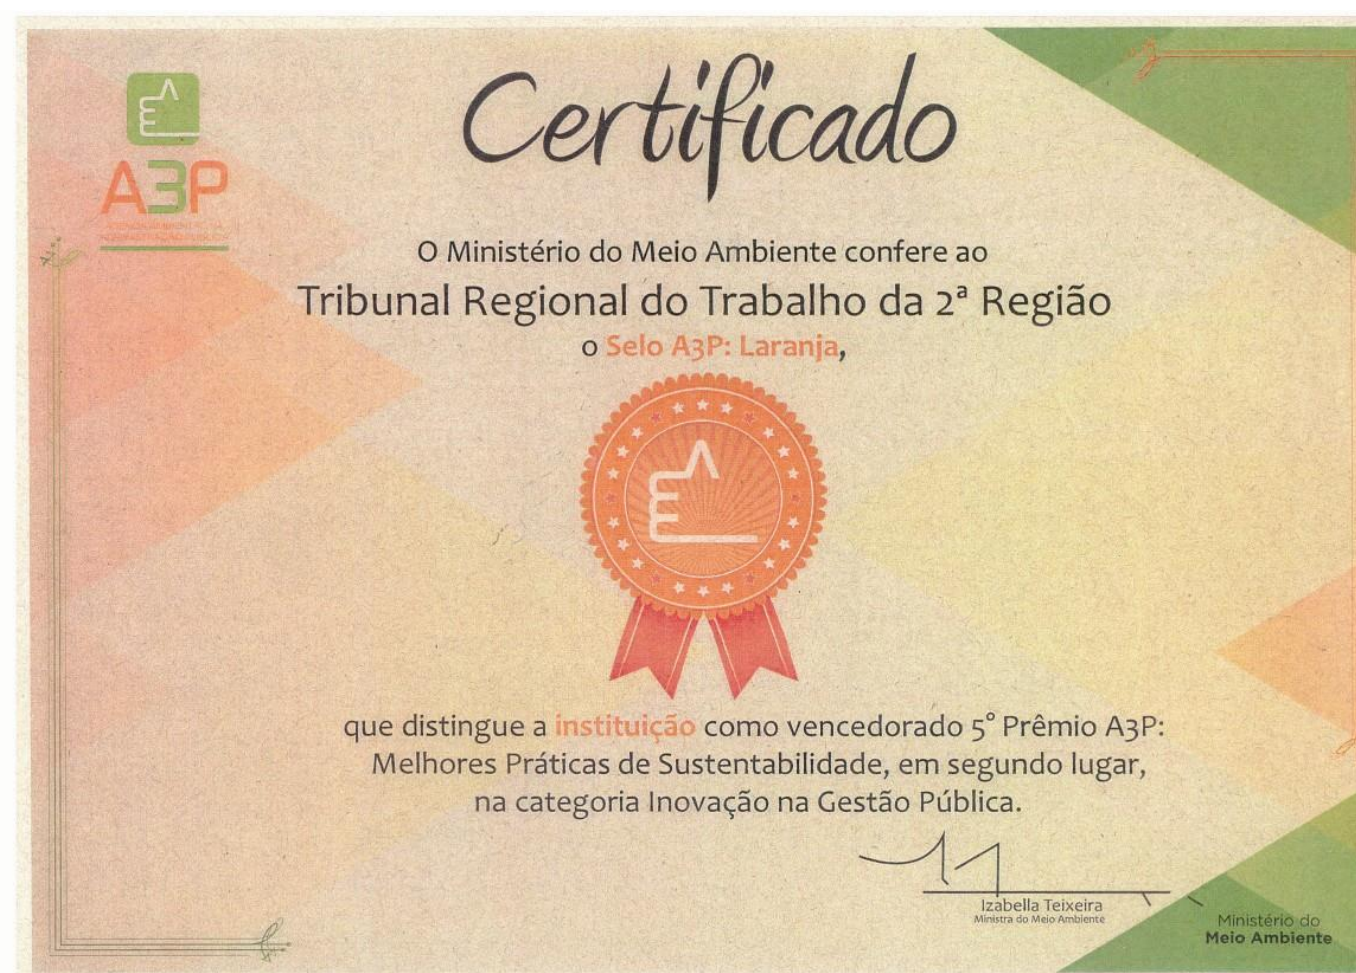 Certificado
A3P
O Ministério do Meio Ambiente confere ao
Tribunal Regional do Trabalho da 2ª Região
o Selo A3P: Laranja,
que distingue a instituição como vencedorado 5° Prêmio A3P:
Melhores Práticas de Sustentabilidade, em segundo lugar,
na categoria Inovação na Gestão Pública.
Izabella Teixeira
Ministra do Meio Ambiente
Ministério do
Meio Ambiente